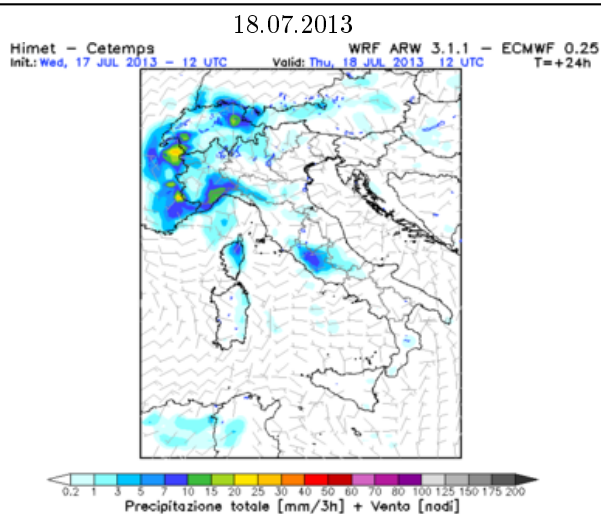 18.07.2013
Himet – Cetemps WRF ARW 3.1.1 – ECMWF 0.25
Init.: Wed, 17 JUL 2013 – 12 UTC Valid: Thu, 18 JUL 2013 12 UTC T=+24h
0.2 1 3 5 7 10 15 20 25 30 40 50 60 70 80 100 125 150 175 200
Precipitazione totale [mm/3h] + Vento [nodi]